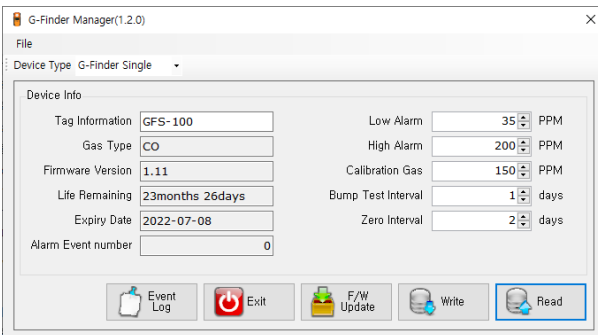 G-Finder Manager(1.2.0)
File
Device Type G-Finder Single
Device Info
Tag Information GFS-100
Gas Type CO
Firmware Version 1.11
Life Remaining 23months 26days
Expiry Date 2022-07-08
Alarm Event number 0
Low Alarm 35 PPM
High Alarm 200 PPM
Calibration Gas 150 PPM
Bump Test Interval 1 days
Zero Interval 2 days
Event Log
Exit
F/W Update
Write
Read